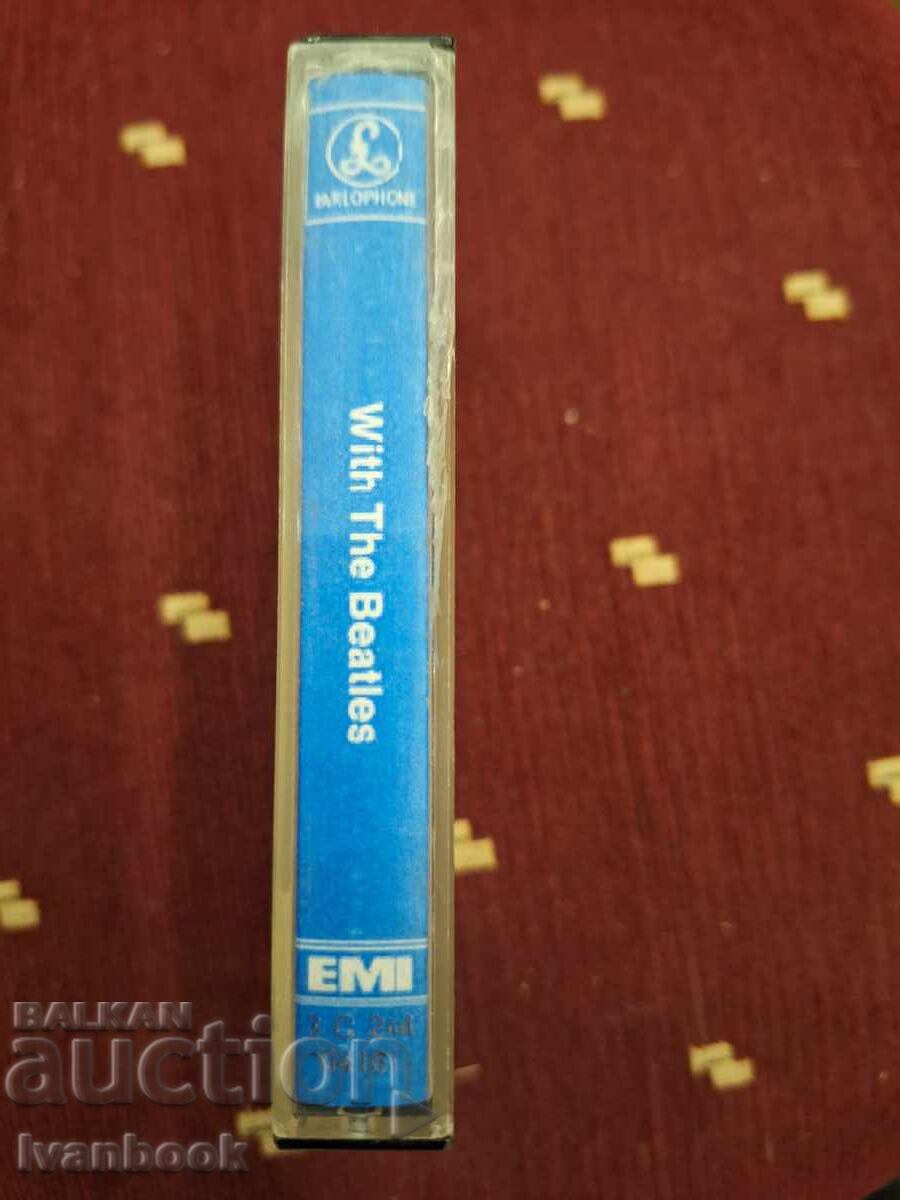 £
PARLOPHONE
With The Beatles
EMI
BALKAN
auction
Ivanbook